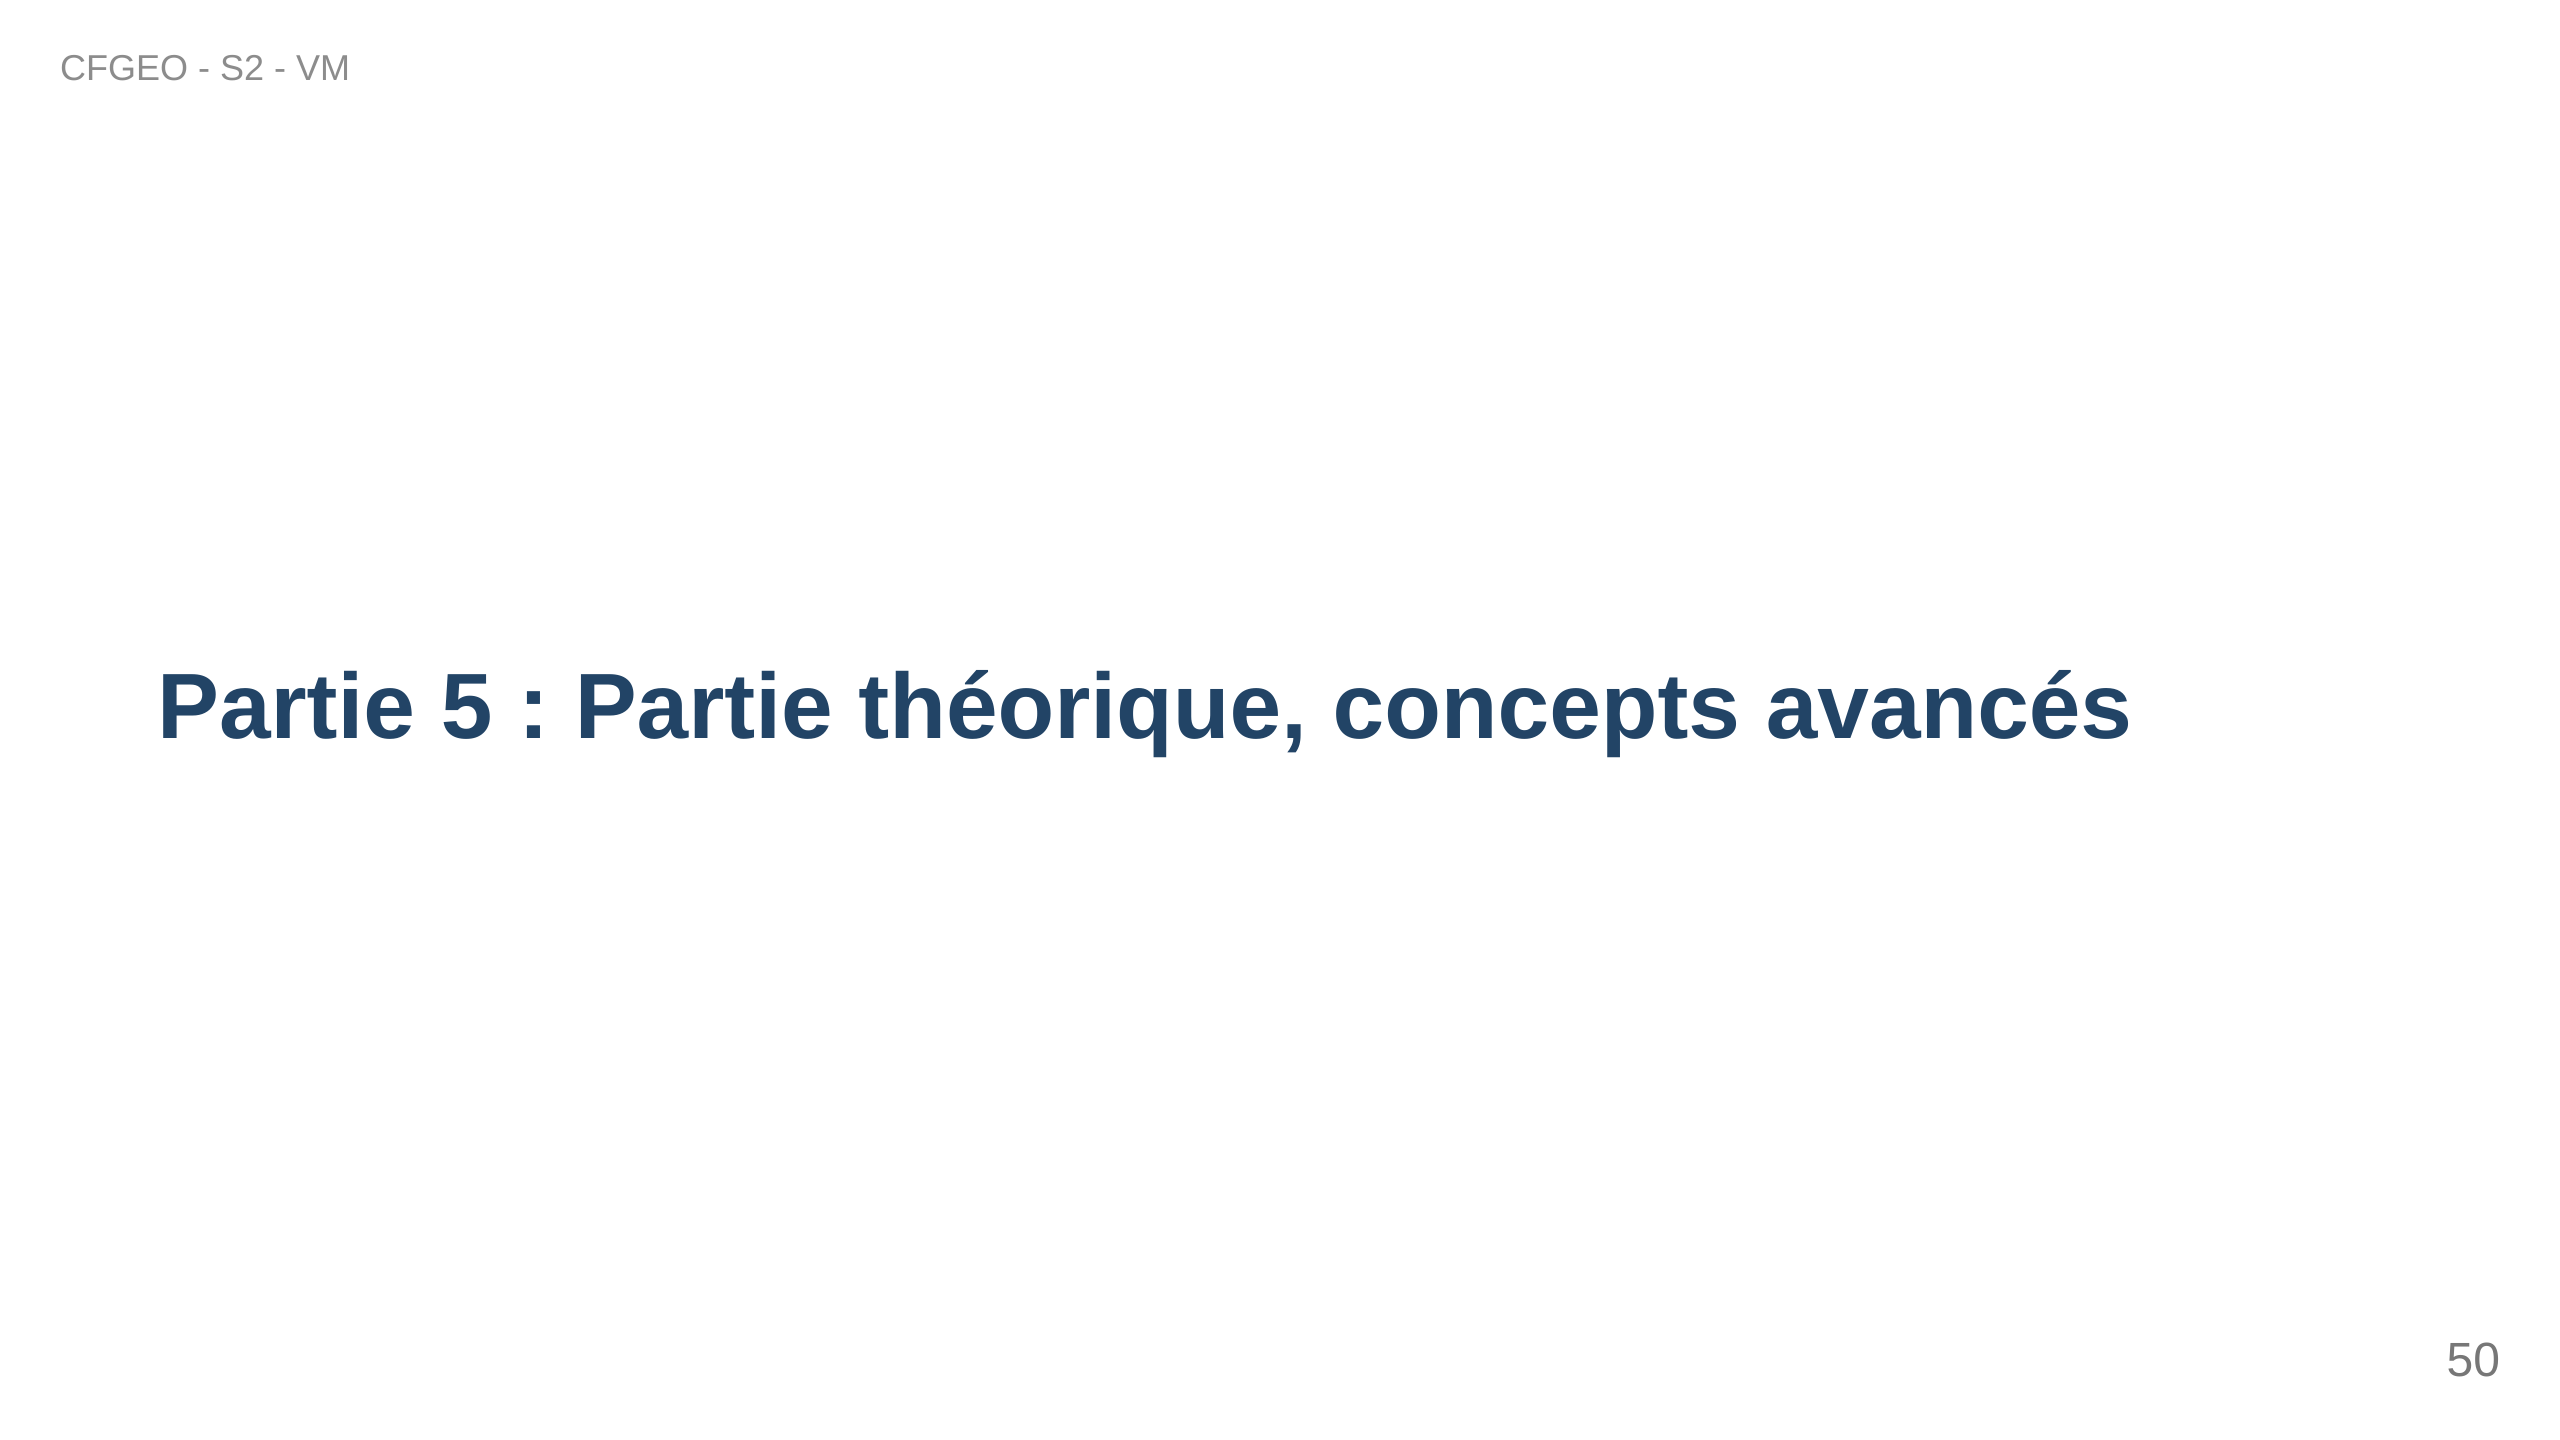 CFGEO - S2 - VM
Partie 5 : Partie théorique, concepts avancés
50